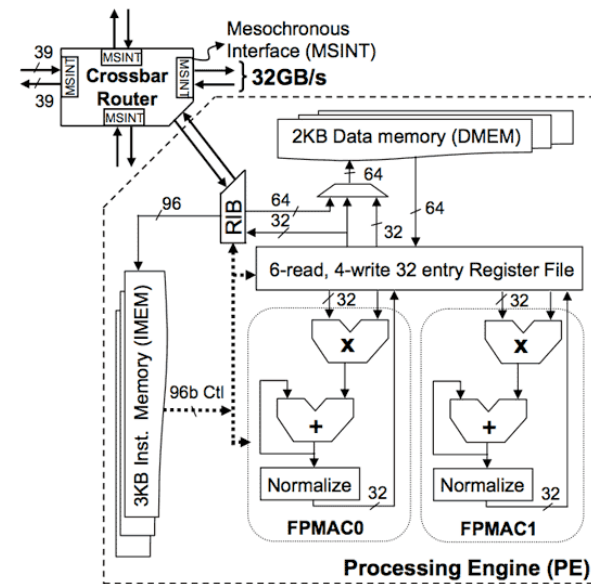 Mesochronous
Interface (MSINT)
39
MSINT
MSINT
MSINT
Crossbar
Router
32GB/s
39
MSINT
2KB Data memory (DMEM)
64
96
RIB
64
32
32
64
6-read, 4-write 32 entry Register File
32
32
3KB Inst. Memory (IMEM)
x
x
96b Ctl
+
+
Normalize
32
Normalize
32
FPMAC0
FPMAC1
Processing Engine (PE)